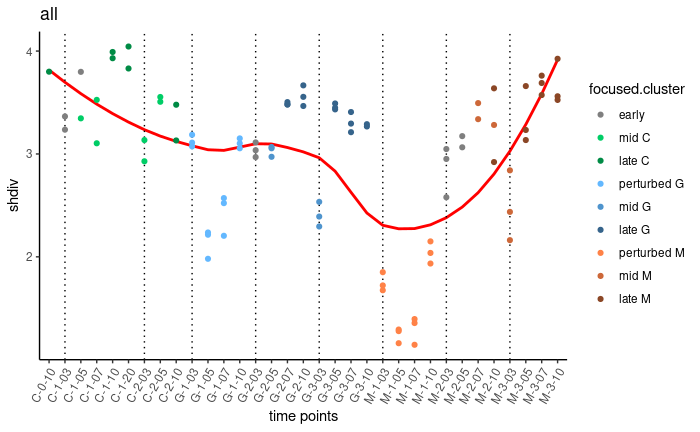 all
shdiv
4
3
2
C-0-10
C-1-03
C-1-05
C-1-07
C-1-10
C-1-20
C-2-03
C-2-05
C-2-10
G-1-03
G-1-05
G-1-07
G-1-10
G-2-03
G-2-05
G-2-07
G-2-10
G-3-03
G-3-05
G-3-07
G-3-10
M-1-03
M-1-05
M-1-07
M-1-10
M-2-03
M-2-05
M-2-07
M-2-10
M-3-03
M-3-05
M-3-07
M-3-10
time points
focused.cluster
early
mid C
late C
perturbed G
mid G
late G
perturbed M
mid M
late M